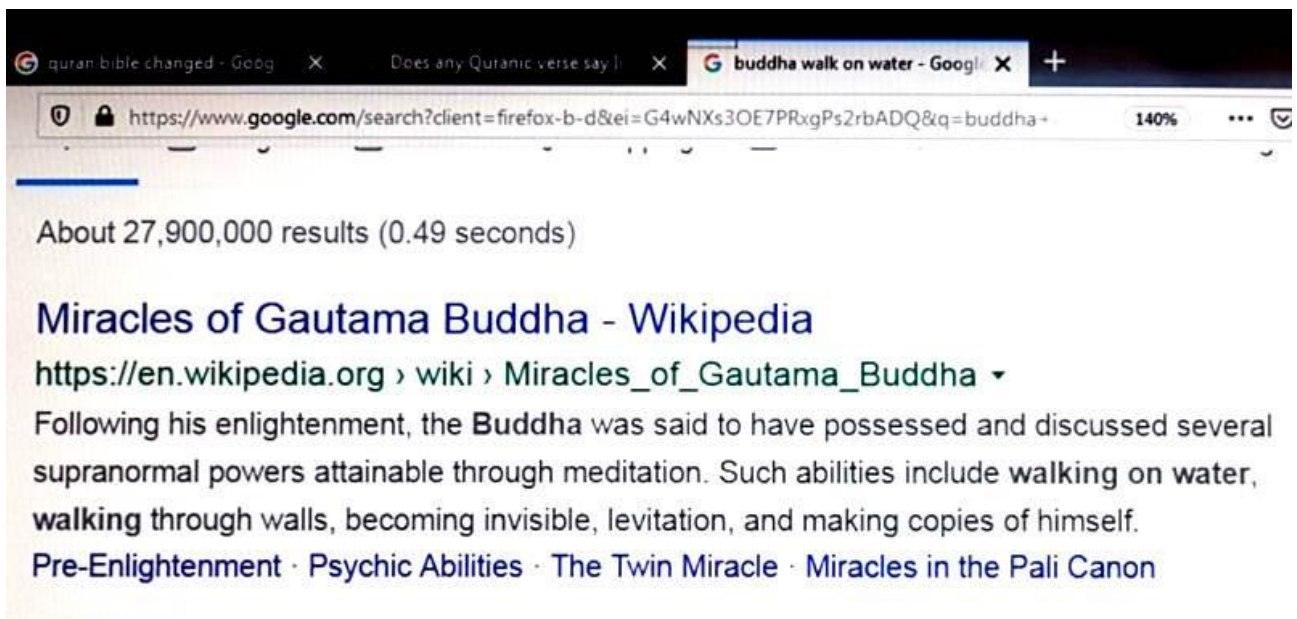 quran bible changed - Goog
Does any Quranic verse say
buddha walk on water - Google
https://www.google.com/search?client=firefox-b-d&ei=G4wNXs3OE7PRxgPs2rbADQ&q=buddha+
140%
About 27,900,000 results (0.49 seconds)
Miracles of Gautama Buddha - Wikipedia
https://en.wikipedia.org › wiki › Miracles_of_Gautama_Buddha
Following his enlightenment, the Buddha was said to have possessed and discussed several
supranormal powers attainable through meditation. Such abilities include walking on water,
walking through walls, becoming invisible, levitation, and making copies of himself.
Pre-Enlightenment · Psychic Abilities · The Twin Miracle · Miracles in the Pali Canon